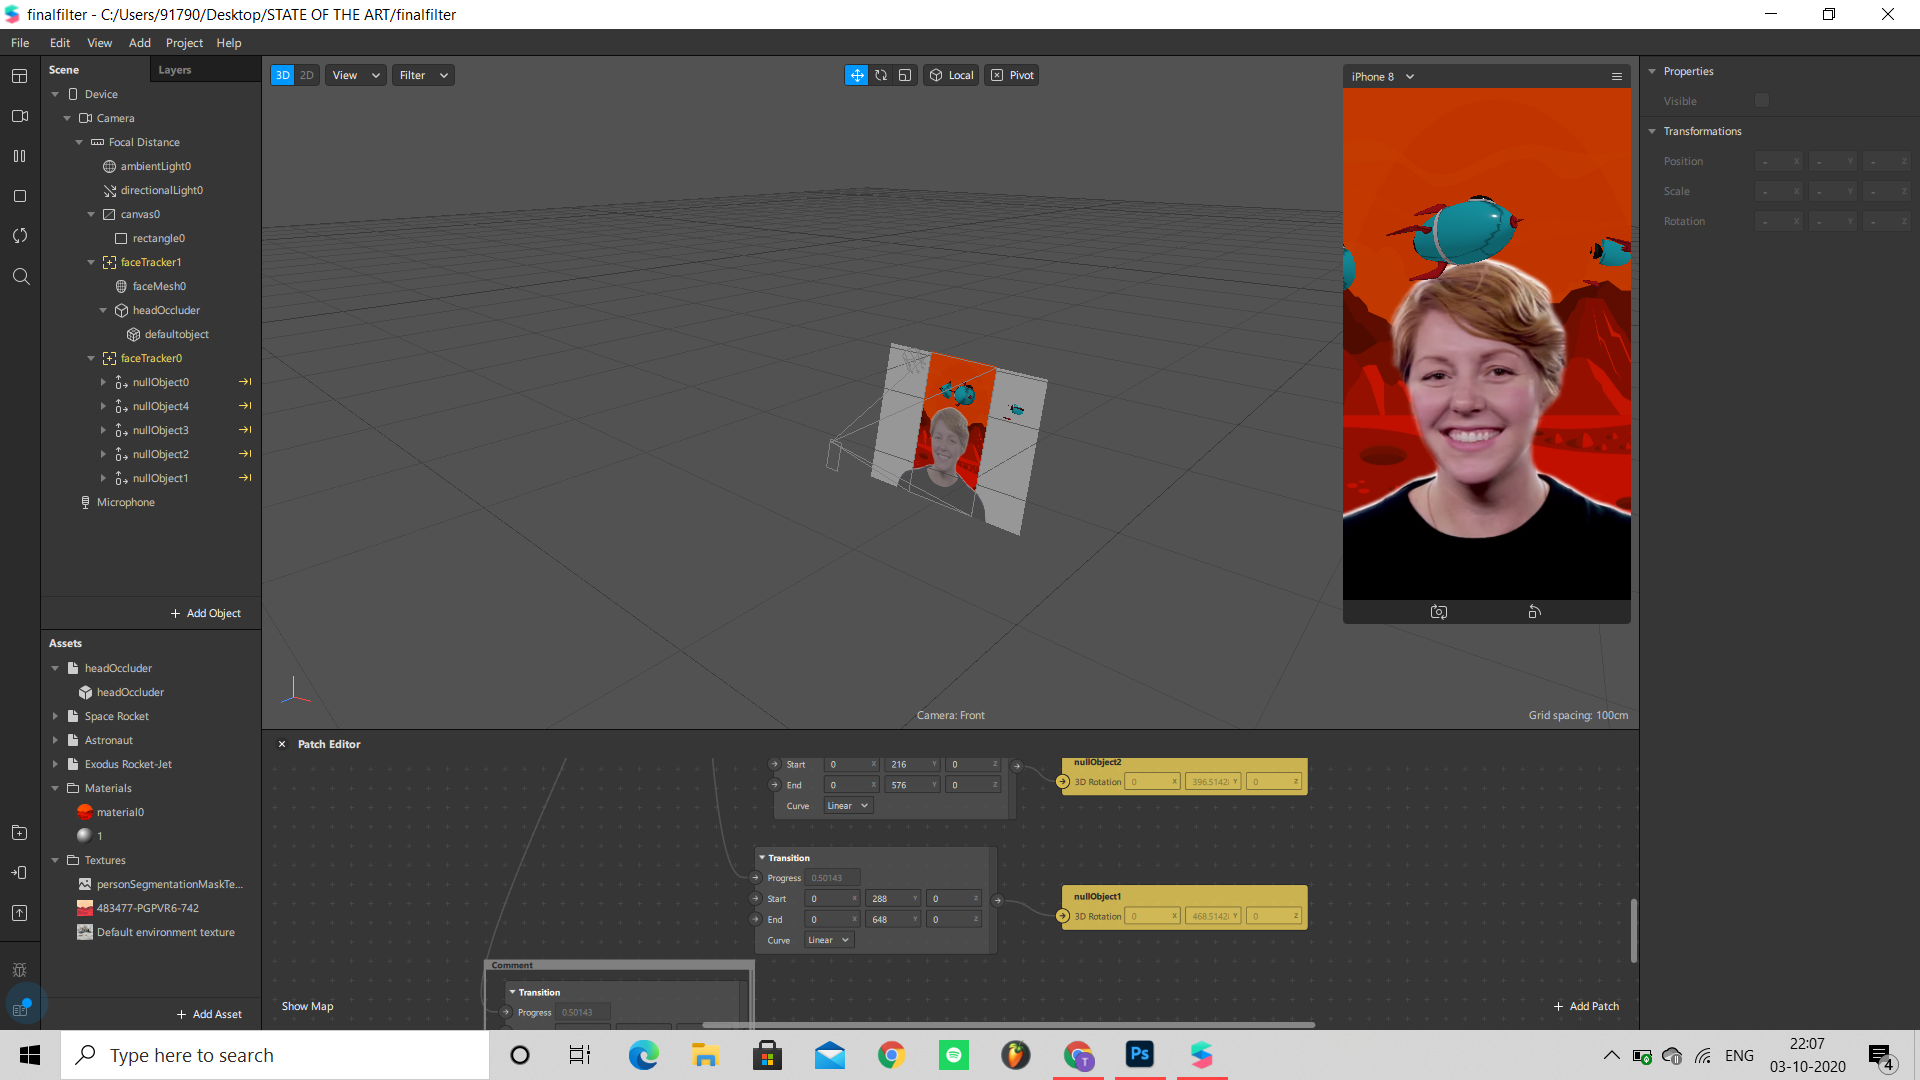 finalfilter - C:/Users/91790/Desktop/STATE OF THE ART/finalfilter
File Edit View Add Project Help
Scene Layers
Device
Camera
Focal Distance
ambientLight0
directionalLight0
canvas0
rectangle0
faceTracker1
faceMesh0
headOccluder
defaultobject
faceTracker0
nullObject0
nullObject4
nullObject3
nullObject2
nullObject1
Microphone
+ Add Object
Assets
headOccluder
headOccluder
Space Rocket
Astronaut
Exodus Rocket-Jet
Materials
material0
1
Textures
personSegmentationMaskTe...
483477-PGPVR6-742
Default environment texture
+ Add Asset
3D 2D View Filter Local Pivot
Camera: Front
Grid spacing: 100cm
iPhone 8
Properties
Visible
Transformations
Position - X - Y - Z
Scale - X - Y - Z
Rotation - X - Y - Z
Patch Editor
Start 0 X 216 Y 0 Z
End 0 X 576 Y 0 Z
Curve Linear
nullObject2
3D Rotation 0 X 396.5142 Y 0 Z
Transition
Progress 0.50143
Start 0 X 288 Y 0 Z
End 0 X 648 Y 0 Z
Curve Linear
nullObject1
3D Rotation 0 X 468.5142 Y 0 Z
Comment
Transition
Progress 0.50143
Show Map
+ Add Patch
Type here to search
Ps
T
ENG
22:07
03-10-2020
4